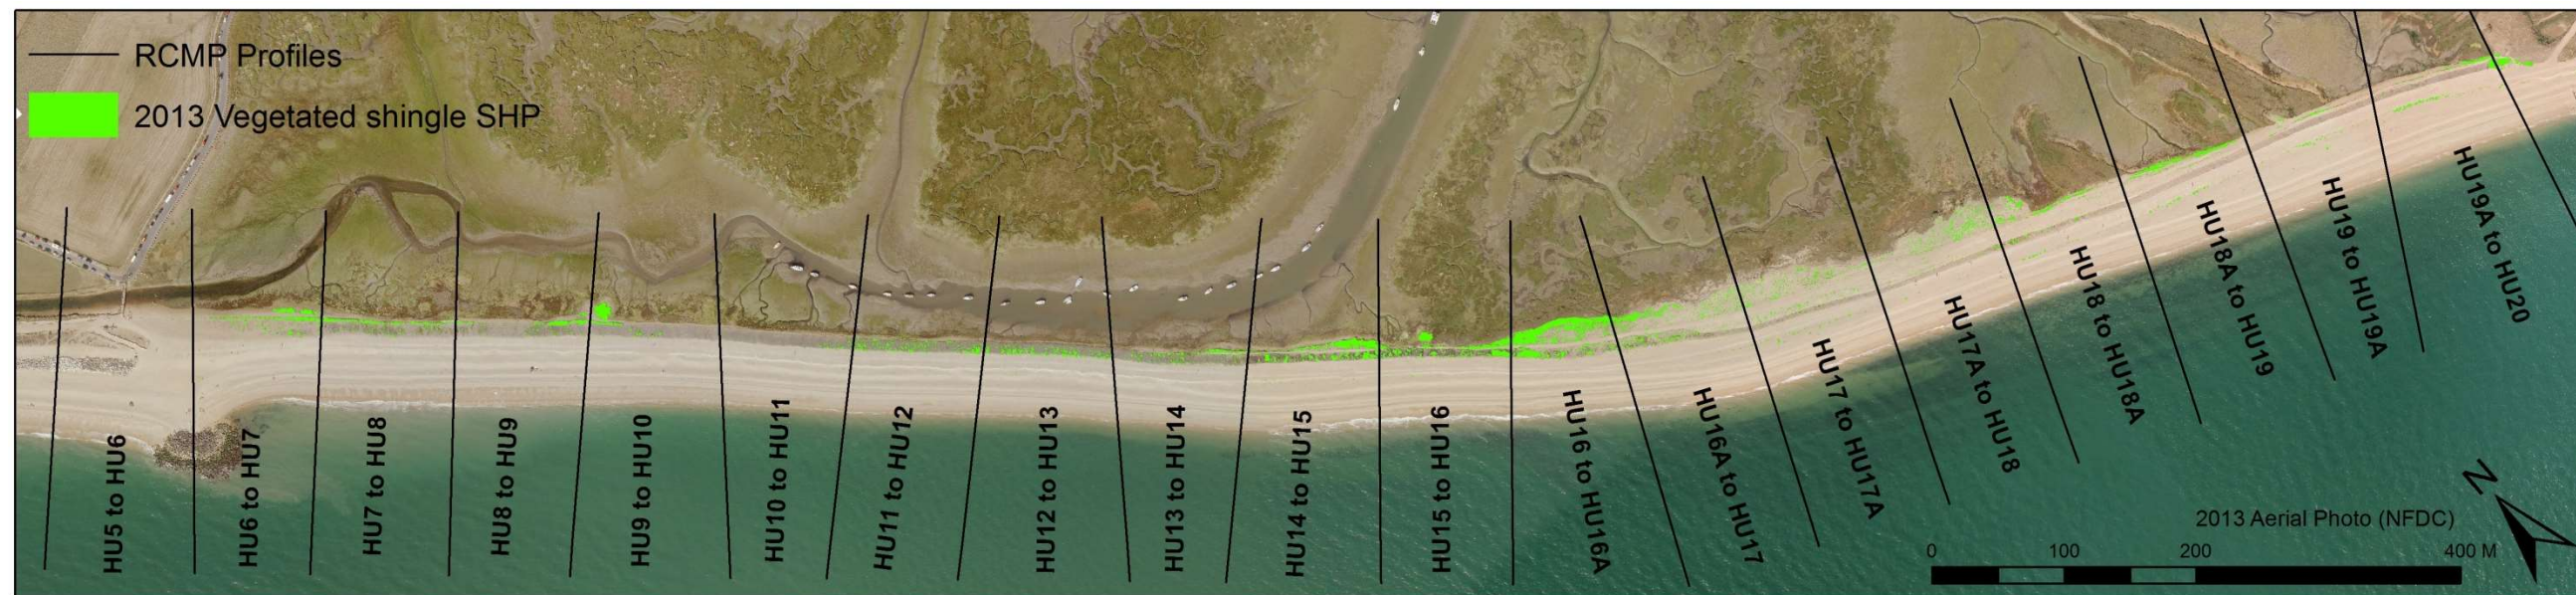 RCMP Profiles
2013 Vegetated shingle SHP
HU5 to HU6
HU6 to HU7
HU7 to HU8
HU8 to HU9
HU9 to HU10
HU10 to HU11
HU11 to HU12
HU12 to HU13
HU13 to HU14
HU14 to HU15
HU15 to HU16
HU16 to HU16A
HU16A to HU17
HU17 to HU17A
HU17A to HU18
HU18 to HU18A
HU18A to HU19
HU19 to HU19A
HU19A to HU20
N
2013 Aerial Photo (NFDC)
0 100 200 400 M